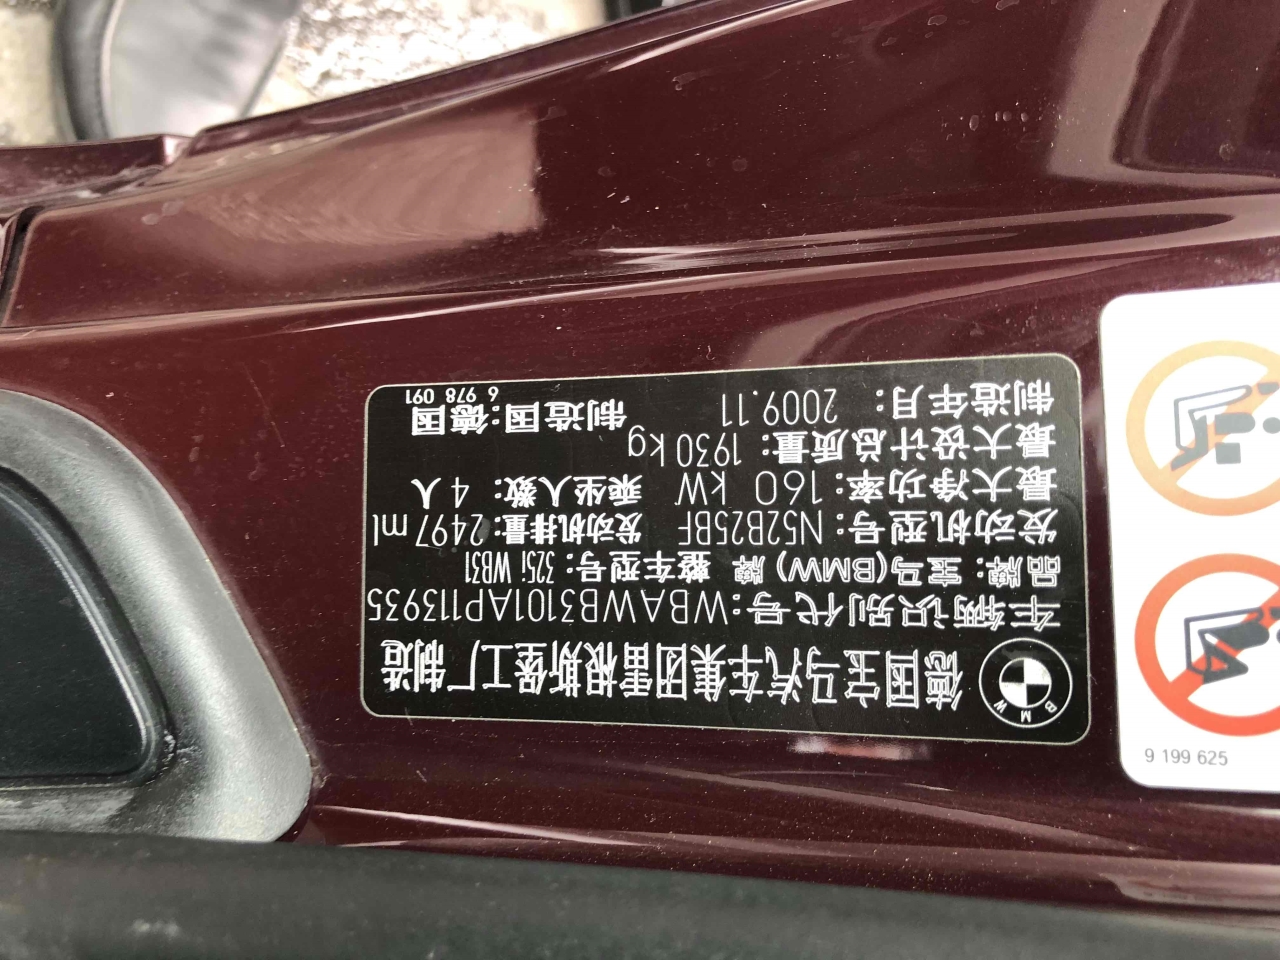 B M W
德国宝马汽车集团雷根斯堡工厂制造
车辆识别代号:WBAWB3101AP113935
品牌: 宝马(BMW) 牌 整车型号: 325i WB31
发动机型号: N52B25BF 发动机排量: 2497 ml
最大净功率: 160 kW 乘坐人数: 4 人
最大设计总质量: 1930 kg
制造年月: 2009.11 制造国:德国
6 978 091
9 199 625